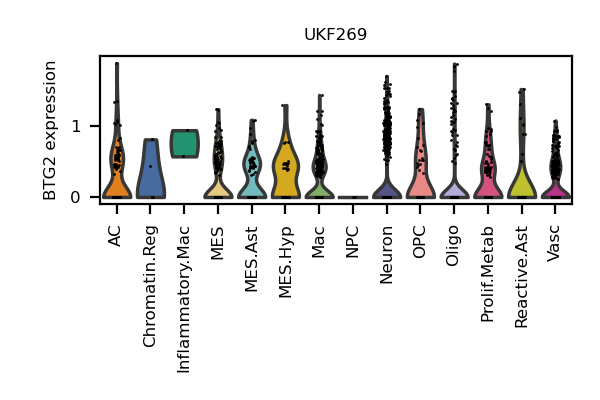 UKF269
BTG2 expression
1
0
AC
Chromatin.Reg
Inflammatory.Mac
MES
MES.Ast
MES.Hyp
Mac
NPC
Neuron
OPC
Oligo
Prolif.Metab
Reactive.Ast
Vasc